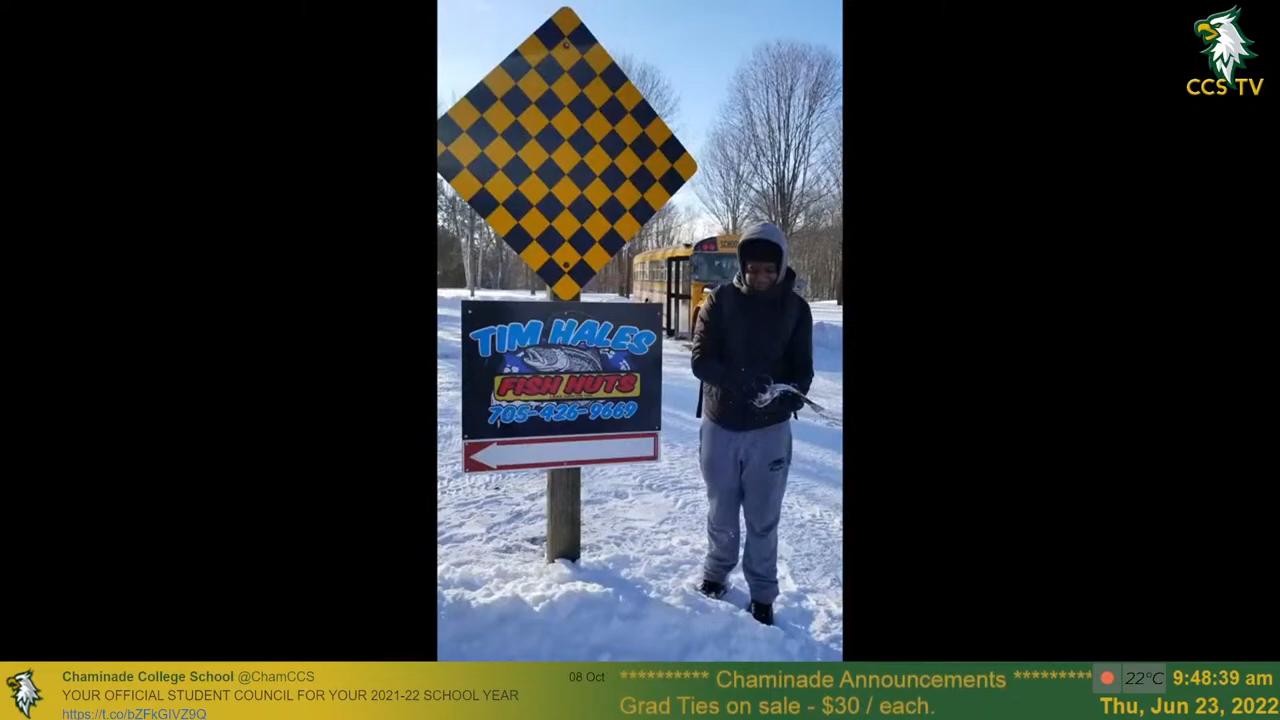 CCS TV
SCHO
TIM HALES
FISH HUTS
705-426-9669
Chaminade College School @ChamCCS
08 Oct
YOUR OFFICIAL STUDENT COUNCIL FOR YOUR 2021-22 SCHOOL YEAR
https://t.co/bZFkGIVZ9Q
********** Chaminade Announcements **********
Grad Ties on sale - $30 / each.
22°C
9:48:39 am
Thu, Jun 23, 2022